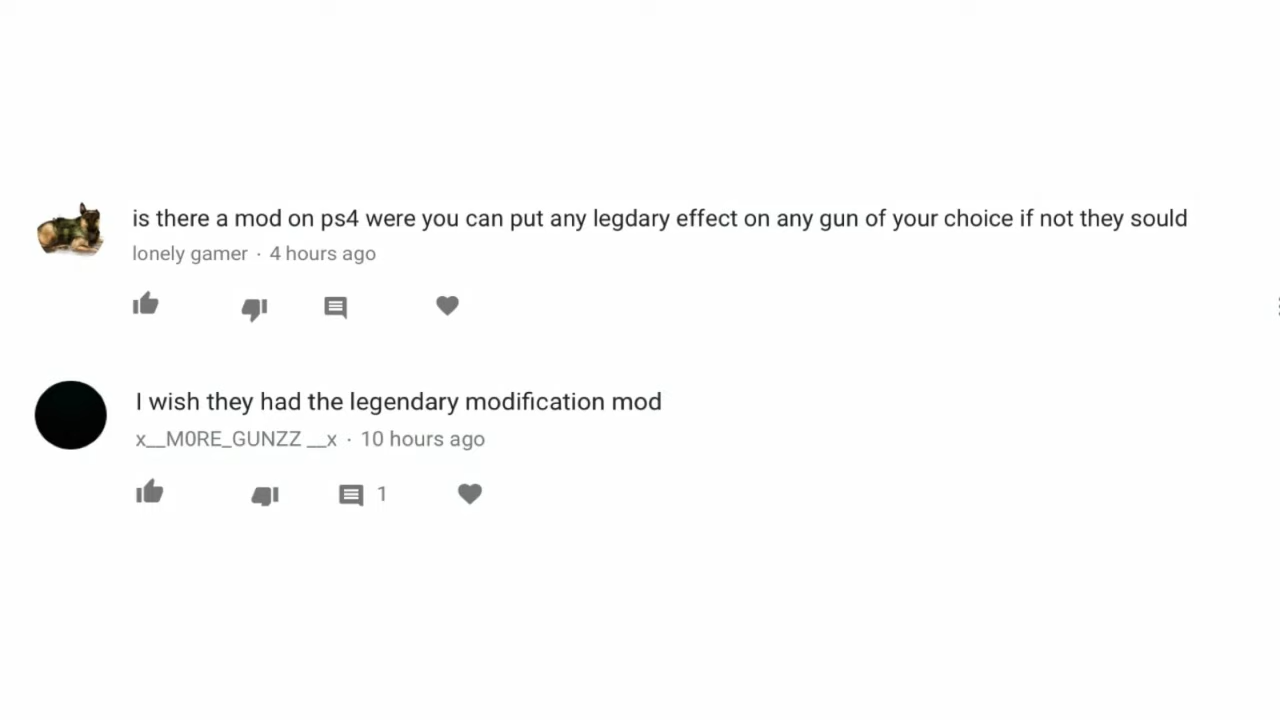 is there a mod on ps4 were you can put any legdary effect on any gun of your choice if not they sould
lonely gamer · 4 hours ago
I wish they had the legendary modification mod
x__M0RE_GUNZZ __x · 10 hours ago
1